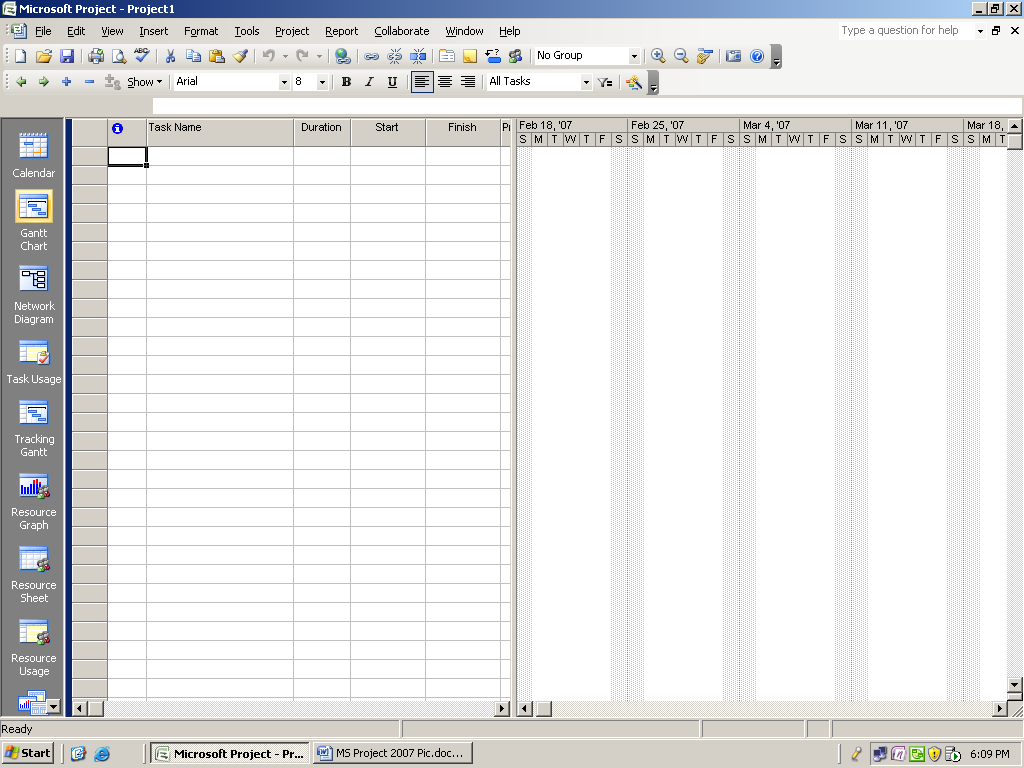 Microsoft Project - Project1
File Edit View Insert Format Tools Project Report Collaborate Window Help
Type a question for help
No Group
Show Arial 8 B I U All Tasks
Task Name Duration Start Finish
Feb 18, '07 Feb 25, '07 Mar 4, '07 Mar 11, '07 Mar 18,
S M T W T F S S M T W T F S S M T W T F S S M T W T F S S M T
Calendar
Gantt
Chart
Network
Diagram
Task Usage
Tracking
Gantt
Resource
Graph
Resource
Sheet
Resource
Usage
Ready
Start Microsoft Project - Pr... MS Project 2007 Pic.doc... 6:09 PM